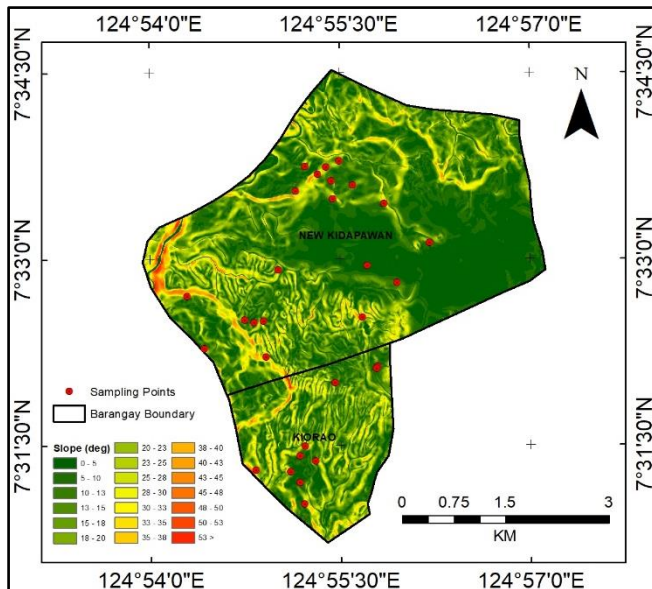 124°54'0"E 124°55'30"E 124°57'0"E
7°34'30"N
7°34'30"N
N
NEW KIDAPAWAN
7°33'0"N
7°33'0"N
Sampling Points
Barangay Boundary
KIORAO
7°31'30"N
7°31'30"N
Slope (deg)
0 - 5
5 - 10
10 - 13
13 - 15
15 - 18
18 - 20
20 - 23
23 - 25
25 - 28
28 - 30
30 - 33
33 - 35
35 - 38
38 - 40
40 - 43
43 - 45
45 - 48
48 - 50
50 - 53
53 >
0 0.75 1.5 3
KM
124°54'0"E 124°55'30"E 124°57'0"E